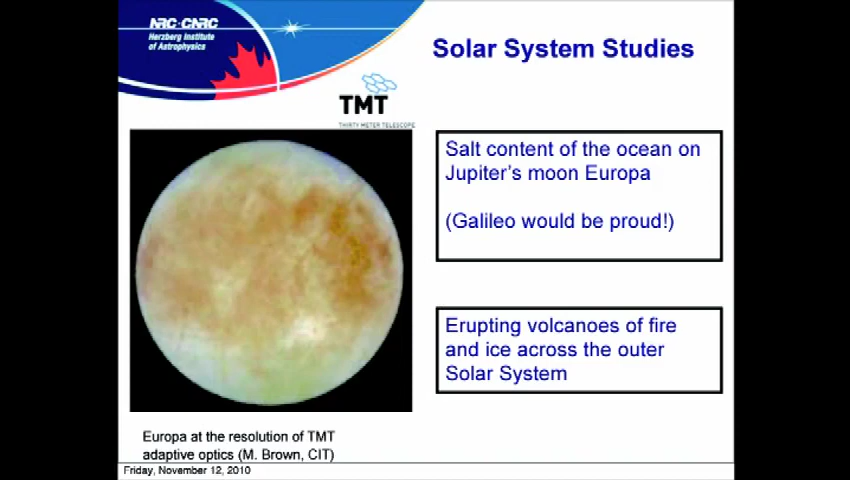 NRC·CNRC
Herzberg Institute
of Astrophysics
Solar System Studies
TMT
THIRTY METER TELESCOPE
Salt content of the ocean on
Jupiter's moon Europa
(Galileo would be proud!)
Erupting volcanoes of fire
and ice across the outer
Solar System
Europa at the resolution of TMT
adaptive optics (M. Brown, CIT)
Friday, November 12, 2010